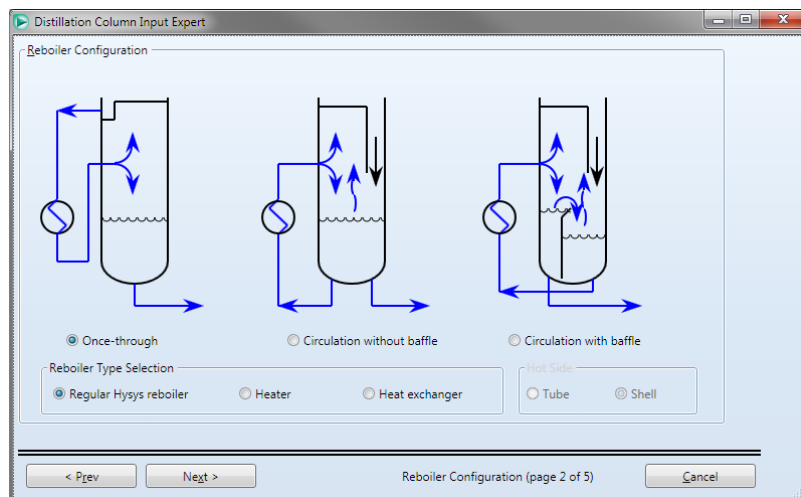 Distillation Column Input Expert
Reboiler Configuration
Once-through
Circulation without baffle
Circulation with baffle
Reboiler Type Selection
Hot Side
Regular Hysys reboiler
Heater
Heat exchanger
Tube
Shell
< Prev
Next >
Reboiler Configuration (page 2 of 5)
Cancel